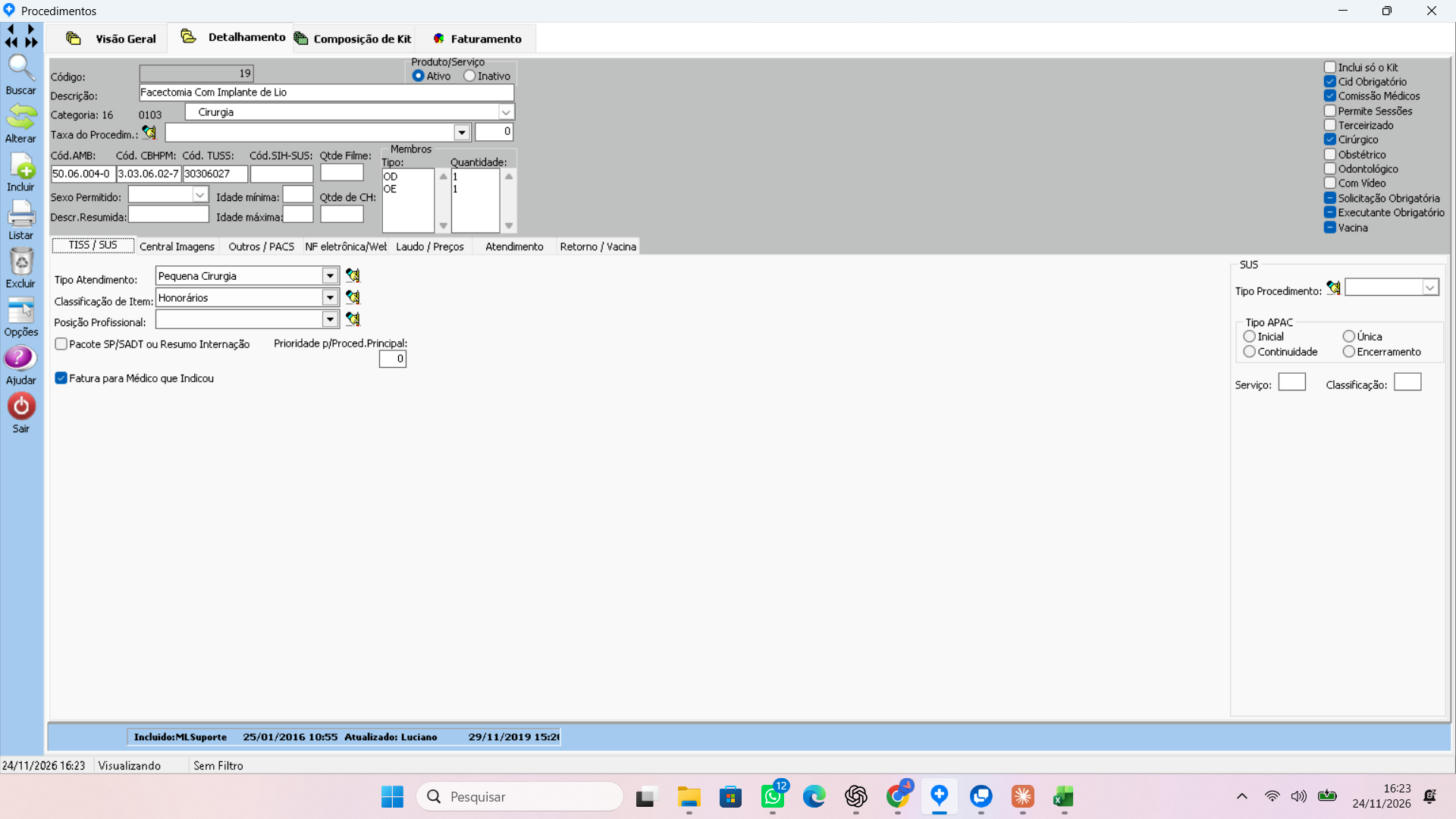 Procedimentos
Visão Geral
Detalhamento
Composição de Kit
Faturamento
Buscar
Alterar
Incluir
Listar
Excluir
Opções
Ajudar
Sair
Código: 19
Produto/Serviço
Ativo Inativo
Descrição: Facectomia Com Implante de Lio
Categoria: 16 0103 Cirurgia
Taxa do Procedim.: 0
Cód.AMB: Cód. CBHPM: Cód. TUSS: Cód.SIH-SUS: Qtde Filme:
50.06.004-0 3.03.06.02-7 30306027
Membros
Tipo: Quantidade:
OD 1
OE 1
Sexo Permitido: Idade mínima: Qtde de CH:
Descr.Resumida: Idade máxima:
Inclui só o Kit
Cid Obrigatório
Comissão Médicos
Permite Sessões
Terceirizado
Cirúrgico
Obstétrico
Odontológico
Com Vídeo
Solicitação Obrigatória
Executante Obrigatório
Vacina
TISS / SUS Central Imagens Outros / PACS NF eletrônica/Wel Laudo / Preços Atendimento Retorno / Vacina
Tipo Atendimento: Pequena Cirurgia
Classificação de Item: Honorários
Posição Profissional:
Pacote SP/SADT ou Resumo Internação Prioridade p/Proced.Principal:
0
Fatura para Médico que Indicou
SUS
Tipo Procedimento:
Tipo APAC
Inicial Única
Continuidade Encerramento
Serviço: Classificação:
Incluido:MLSuporte 25/01/2016 10:55 Atualizado: Luciano 29/11/2019 15:20
24/11/2026 16:23 Visualizando Sem Filtro
Pesquisar
12
16:23
24/11/2026